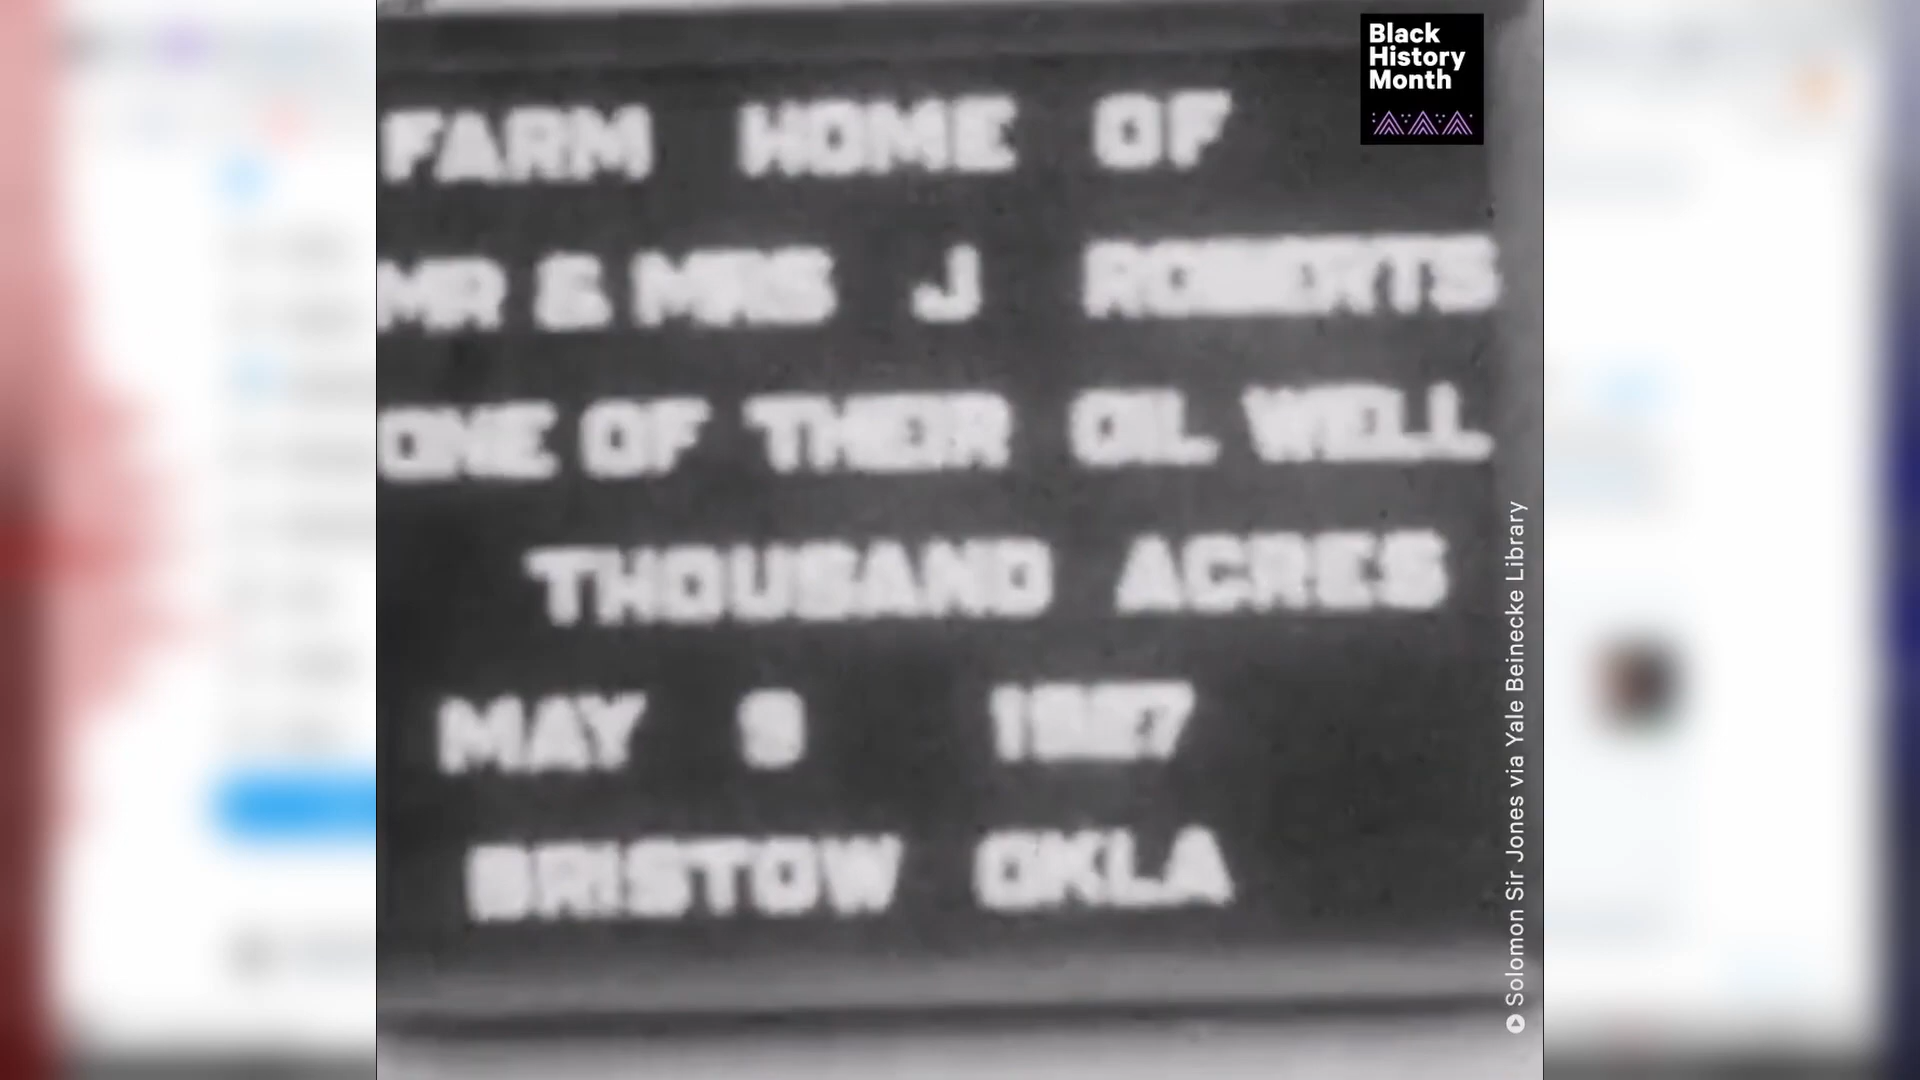 FARM HOME OF
MR & MRS J ROBERTS
ONE OF THEIR OIL WELL
THOUSAND ACRES
MAY 9 1927
BRISTOW OKLA
Black
History
Month
Solomon Sir Jones via Yale Beinecke Library